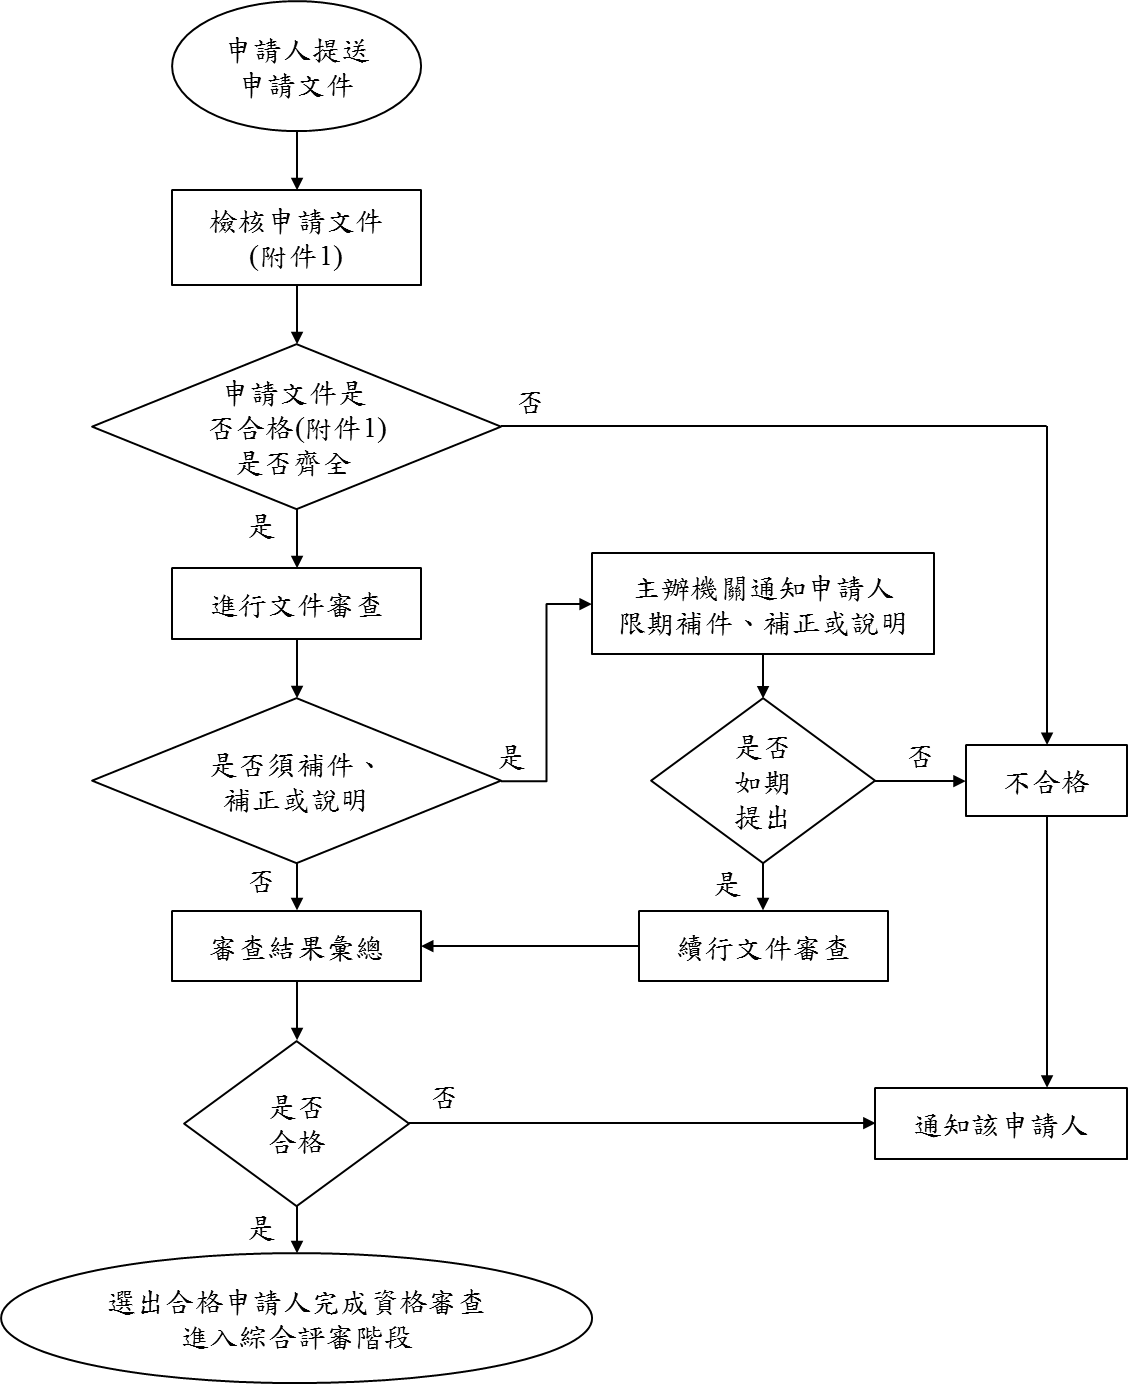 申請人提送
申請文件
檢核申請文件
(附件1)
申請文件是
否合格(附件1)
是否齊全
否
是
進行文件審查
主辦機關通知申請人
限期補件、補正或說明
是否須補件、
補正或說明
是
是否
如期
提出
否
不合格
否
是
審查結果彙總
續行文件審查
是否
合格
否
通知該申請人
是
選出合格申請人完成資格審查
進入綜合評審階段